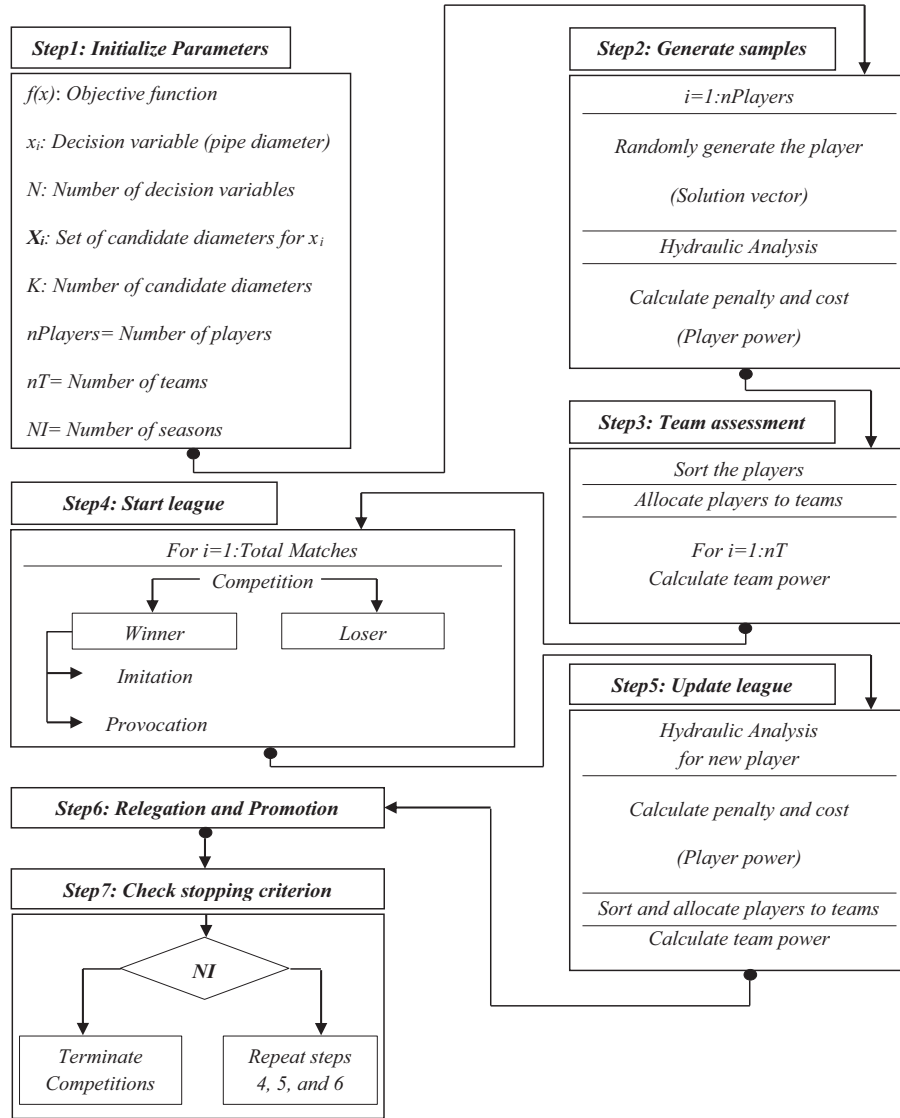 Step1: Initialize Parameters
f(x): Objective function
xi: Decision variable (pipe diameter)
N: Number of decision variables
Xi: Set of candidate diameters for xi
K: Number of candidate diameters
nPlayers= Number of players
nT= Number of teams
NI= Number of seasons
Step2: Generate samples
i=1:nPlayers
Randomly generate the player
(Solution vector)
Hydraulic Analysis
Calculate penalty and cost
(Player power)
Step3: Team assessment
Sort the players
Allocate players to teams
For i=1:nT
Calculate team power
Step4: Start league
For i=1:Total Matches
Competition
Winner
Loser
Imitation
Provocation
Step5: Update league
Hydraulic Analysis
for new player
Calculate penalty and cost
(Player power)
Sort and allocate players to teams
Calculate team power
Step6: Relegation and Promotion
Step7: Check stopping criterion
NI
Terminate
Competitions
Repeat steps
4, 5, and 6